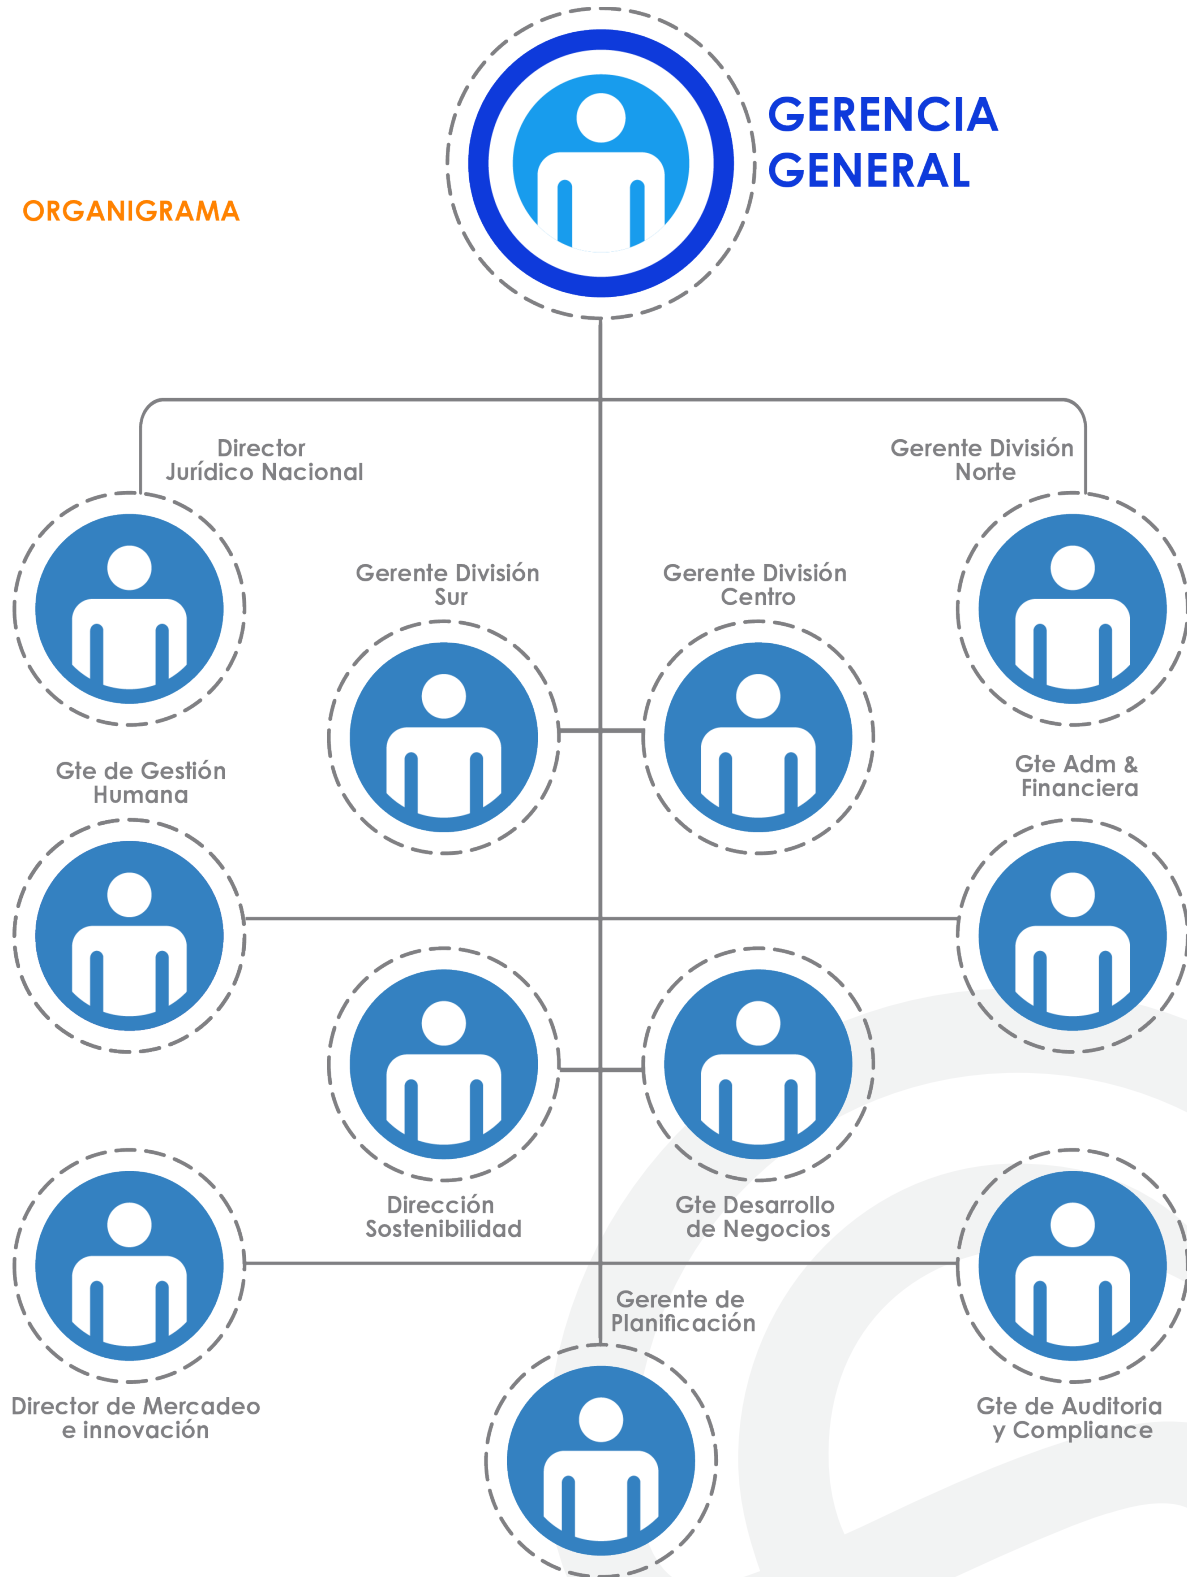 GERENCIA
GENERAL
ORGANIGRAMA
Director
Jurídico Nacional
Gerente División
Norte
Gerente División
Sur
Gerente División
Centro
Gte de Gestión
Humana
Gte Adm &
Financiera
Dirección
Sostenibilidad
Gte Desarrollo
de Negocios
Gerente de
Planificación
Director de Mercadeo
e innovación
Gte de Auditoria
y Compliance